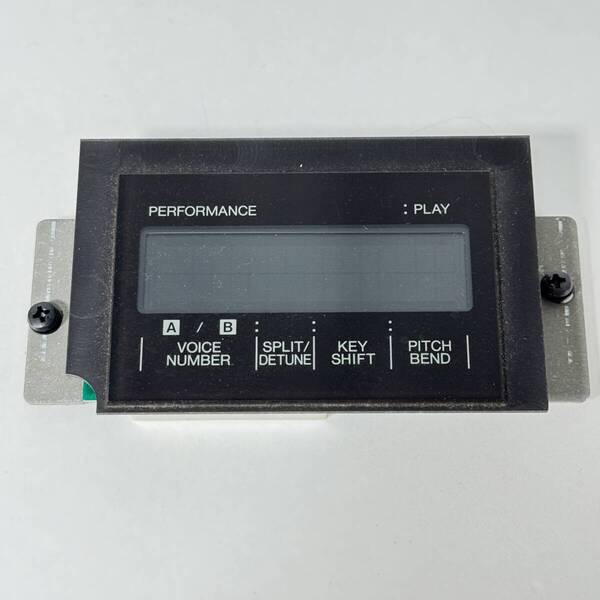 PERFORMANCE : PLAY
A / B : : :
VOICE NUMBER SPLIT/ DETUNE KEY SHIFT PITCH BEND